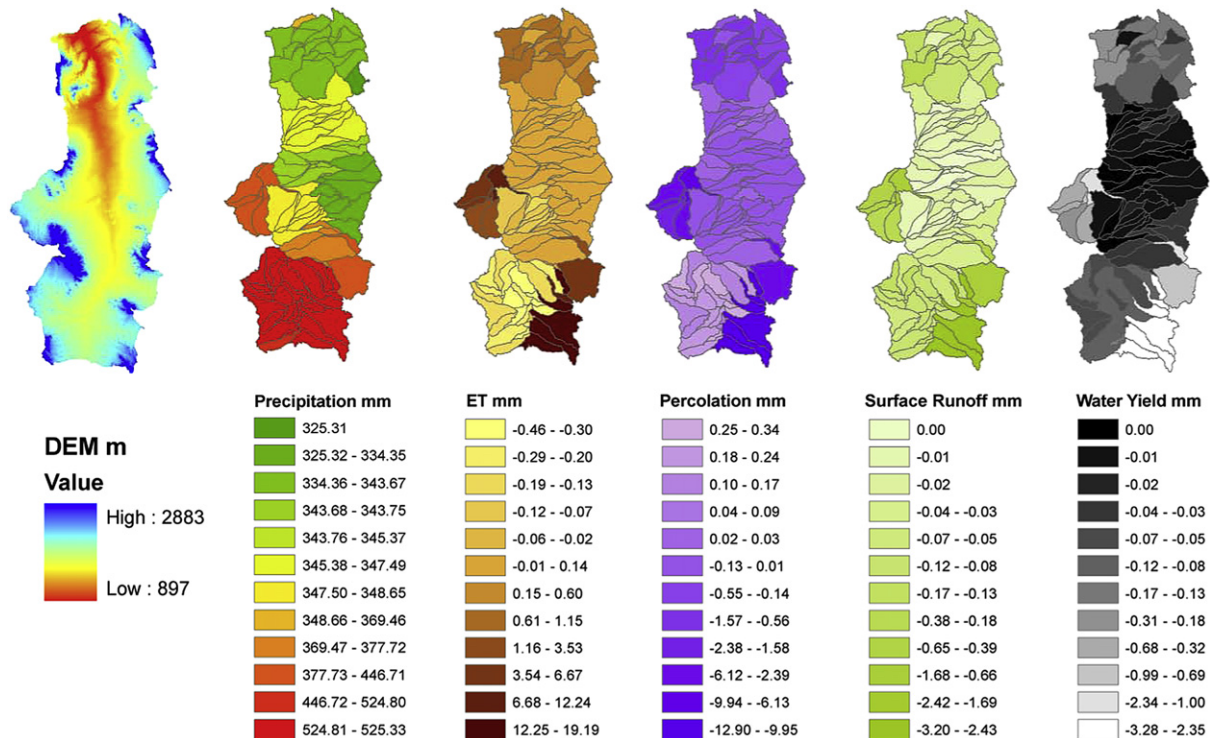 DEM m
Value
High : 2883
Low : 897
Precipitation mm
325.31
325.32 - 334.35
334.36 - 343.67
343.68 - 343.75
343.76 - 345.37
345.38 - 347.49
347.50 - 348.65
348.66 - 369.46
369.47 - 377.72
377.73 - 446.71
446.72 - 524.80
524.81 - 525.33
ET mm
-0.46 - -0.30
-0.29 - -0.20
-0.19 - -0.13
-0.12 - -0.07
-0.06 - -0.02
-0.01 - 0.14
0.15 - 0.60
0.61 - 1.15
1.16 - 3.53
3.54 - 6.67
6.68 - 12.24
12.25 - 19.19
Percolation mm
0.25 - 0.34
0.18 - 0.24
0.10 - 0.17
0.04 - 0.09
0.02 - 0.03
-0.13 - 0.01
-0.55 - -0.14
-1.57 - -0.56
-2.38 - -1.58
-6.12 - -2.39
-9.94 - -6.13
-12.90 - -9.95
Surface Runoff mm
0.00
-0.01
-0.02
-0.04 - -0.03
-0.07 - -0.05
-0.12 - -0.08
-0.17 - -0.13
-0.38 - -0.18
-0.65 - -0.39
-1.68 - -0.66
-2.42 - -1.69
-3.20 - -2.43
Water Yield mm
0.00
-0.01
-0.02
-0.04 - -0.03
-0.07 - -0.05
-0.12 - -0.08
-0.17 - -0.13
-0.31 - -0.18
-0.68 - -0.32
-0.99 - -0.69
-2.34 - -1.00
-3.28 - -2.35